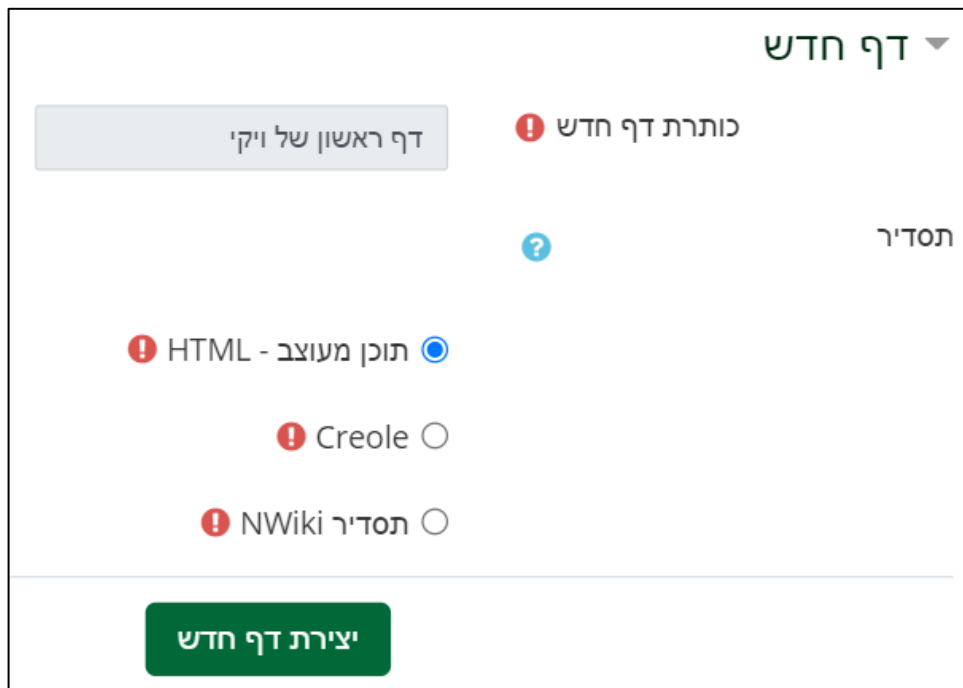 דף חדש
כותרת דף חדש
דף ראשון של ויקי
תסדיר
תוכן מעוצב - HTML
Creole
תסדיר NWiki
יצירת דף חדש